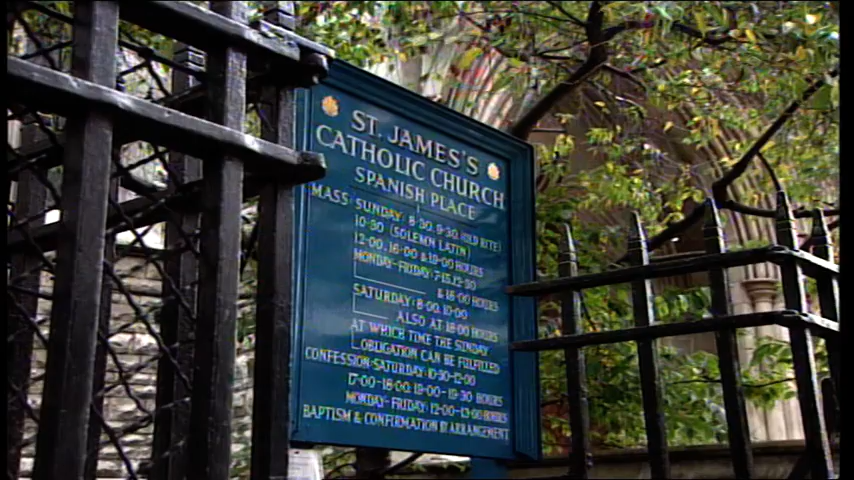 ST. JAMES'S
CATHOLIC CHURCH
SPANISH PLACE
MASS: SUNDAY: 8·30, 9·30 (OLD RITE)
10·30 (SOLEMN LATIN)
12·00, 16·00 & 19·00 HOURS
MONDAY-FRIDAY: 7·15, 12·30
& 18·00 HOURS
SATURDAY: 8·00, 10·00
ALSO AT 18·00 HOURS
AT WHICH TIME THE SUNDAY
OBLIGATION CAN BE FULFILLED
CONFESSION-SATURDAY: 10·30-12·00
17·00-18·00: 19·00-19·30 HOURS
MONDAY-FRIDAY: 12·00-13·00 HOURS
BAPTISM & CONFIRMATION BY ARRANGEMENT